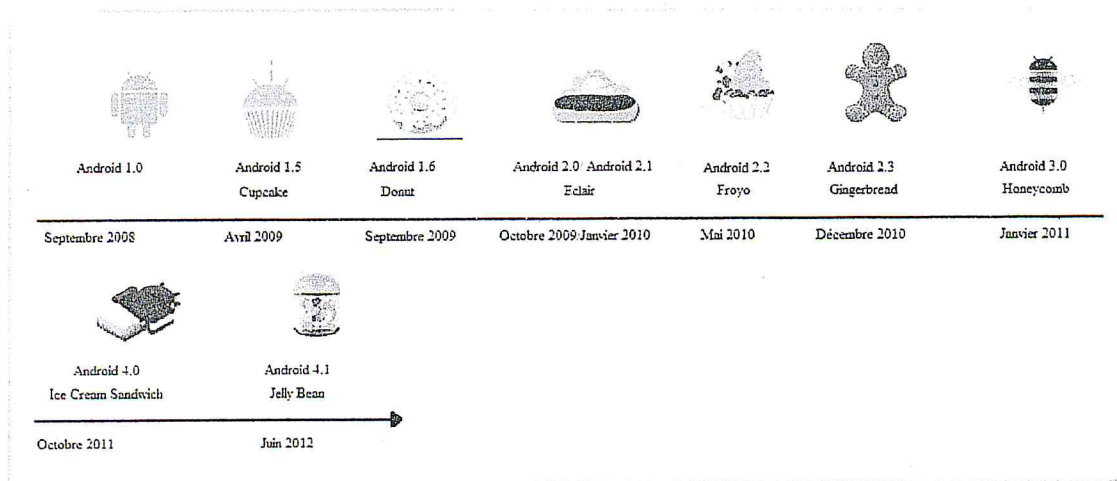 Android 1.0
Android 1.5
Android 1.6
Android 2.0/ Android 2.1
Android 2.2
Android 2.3
Android 3.0
Cupcake
Donut
Eclair
Froyo
Gingerbread
Honeycomb
Septembre 2008
Avril 2009
Septembre 2009
Octobre 2009/Janvier 2010
Mai 2010
Décembre 2010
Janvier 2011
Android 4.0
Android 4.1
Ice Cream Sandwich
Jelly Bean
Octobre 2011
Juin 2012